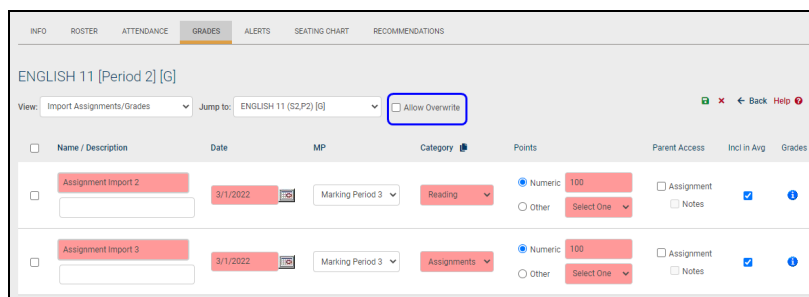 INFO ROSTER ATTENDANCE GRADES ALERTS SEATING CHART RECOMMENDATIONS
ENGLISH 11 [Period 2] [G]
View: Import Assignments/Grades Jump to: ENGLISH 11 (S2,P2) [G] Allow Overwrite Back Help
Name / Description Date MP Category Points Parent Access Incl in Avg Grades
Assignment Import 2 3/1/2022 Marking Period 3 Reading Numeric 100 Assignment
Other Select One Notes
Assignment Import 3 3/1/2022 Marking Period 3 Assignments Numeric 100 Assignment
Other Select One Notes